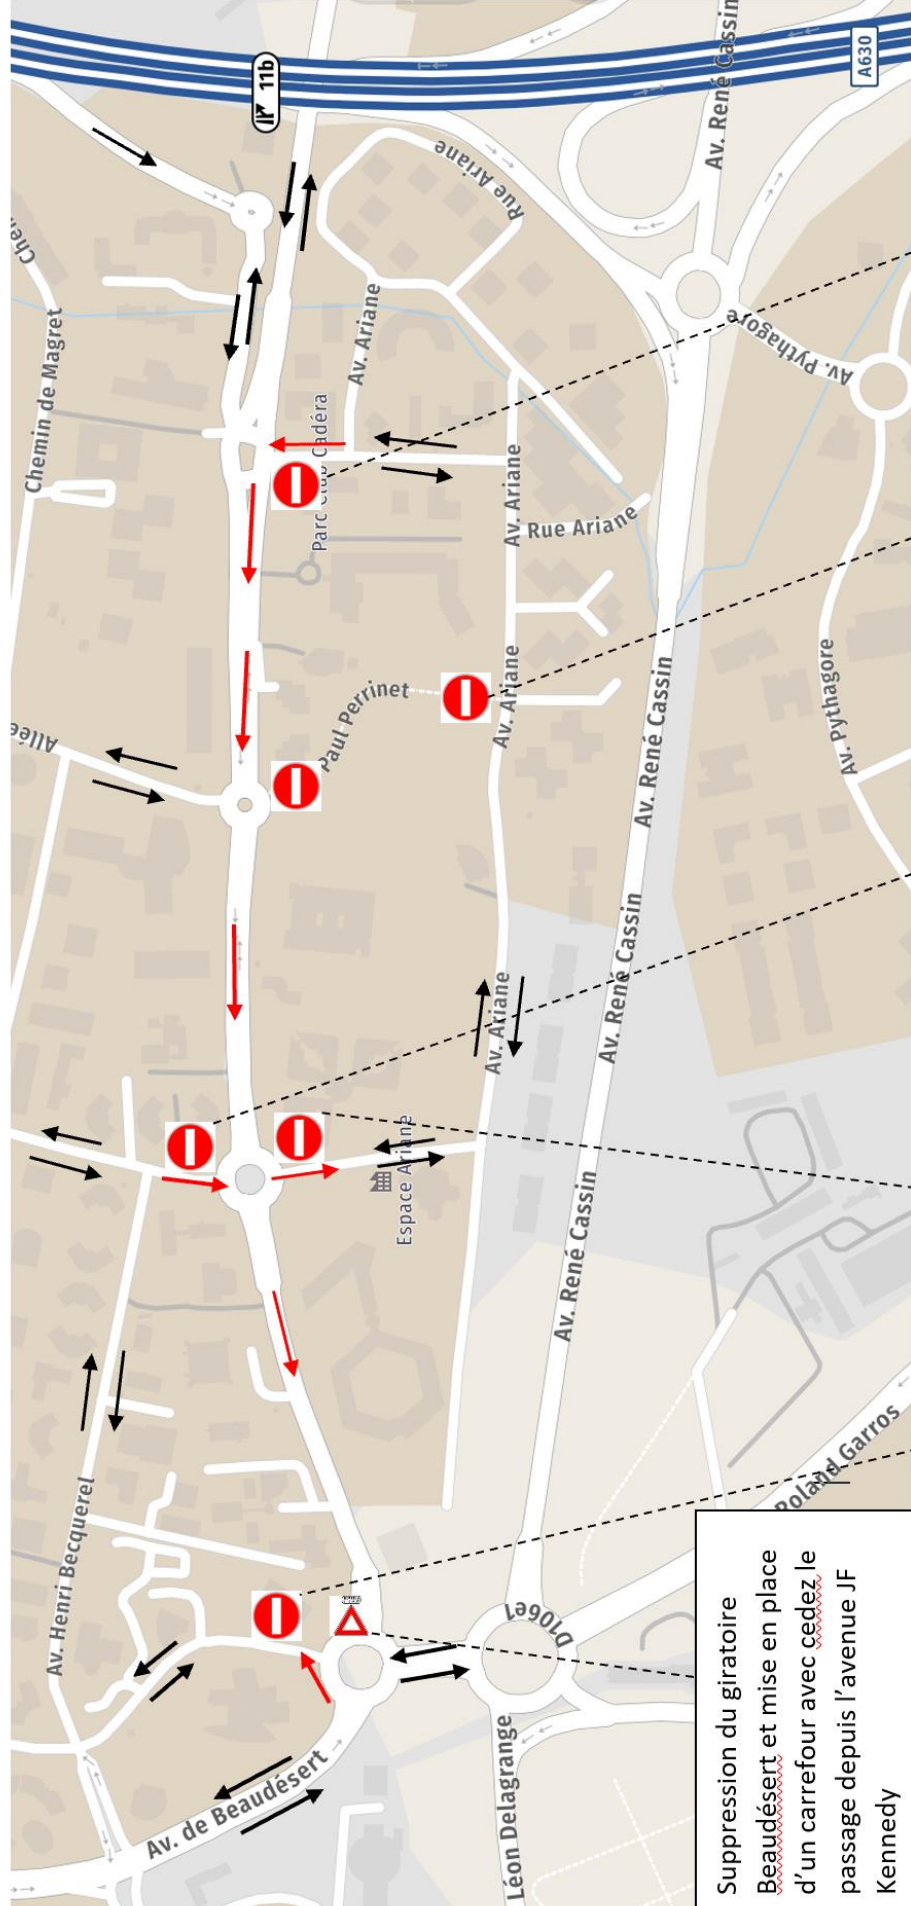 11b
Av. René Cassin
A630
Rue Ariane
Chemin de Magret
Av. Ariane
Av. Pythagore
Parc Club Cadéra
Av. Ariane
Rue Ariane
Allée
Paul Perrinet
Av. Ariane
Av. René Cassin
Av. Pythagore
Av. René Cassin
Av. Ariane
Espace Ariane
Av. René Cassin
Av. Henri Becquerel
Roland Garros
D106e1
Av. de Beaudésert
Léon Delagrange
Suppression du giratoire
Beaudésert et mise en place
d'un carrefour avec cedez le
passage depuis l'avenue JF
Kennedy